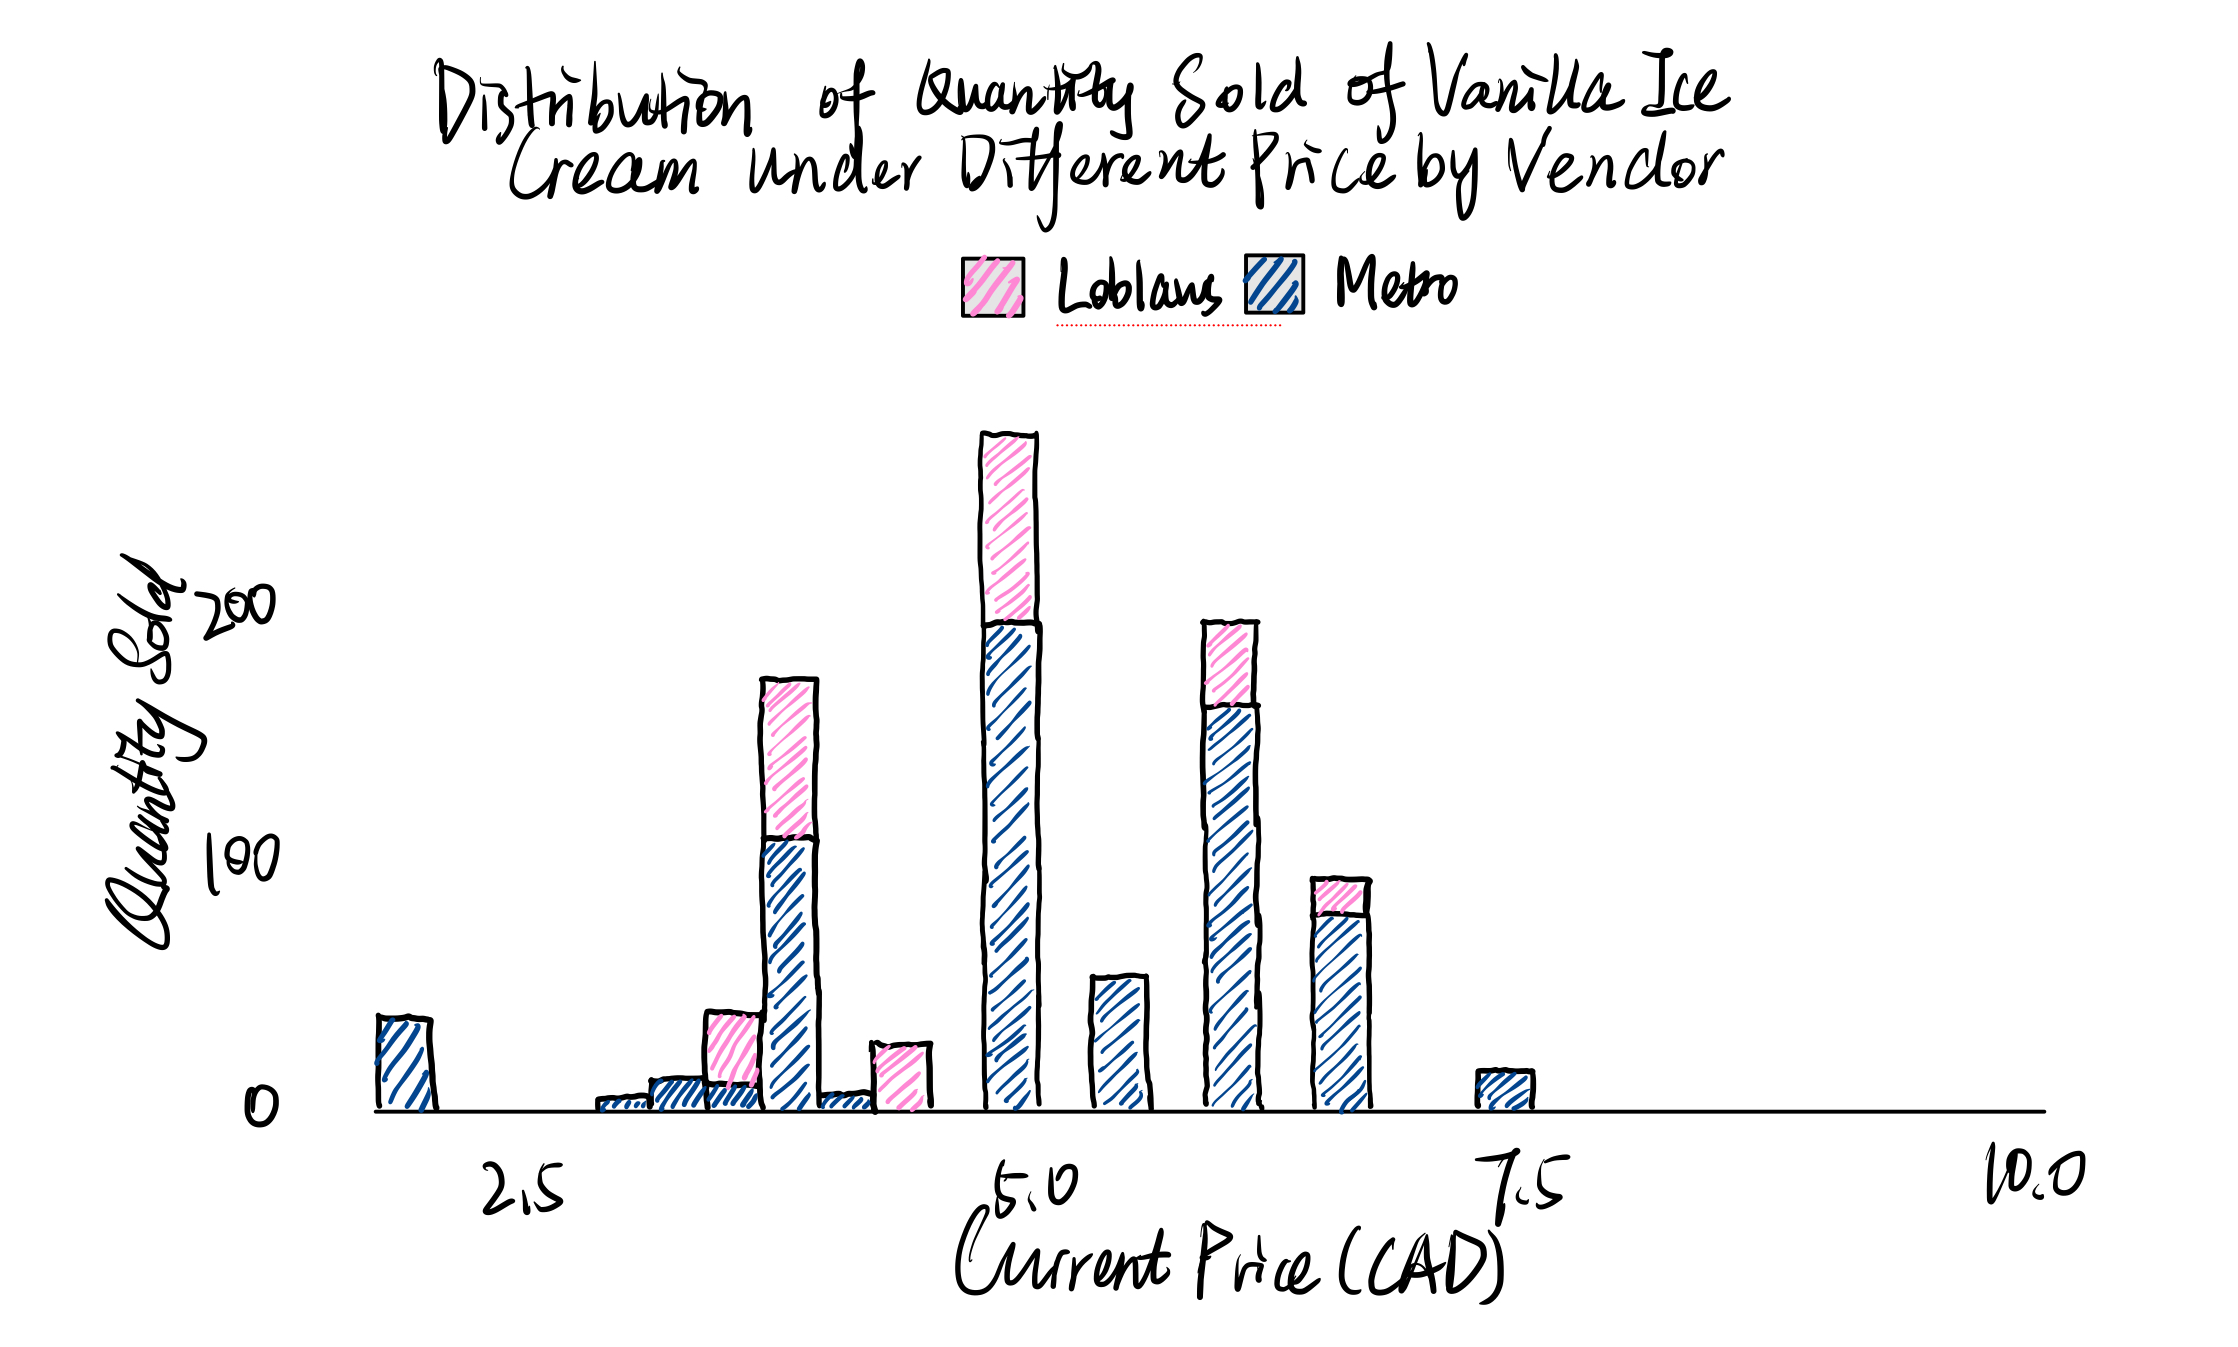 Distribution of Quantity Sold of Vanilla Ice
Cream under Different Price by Vendor
Loblaws Metro
Quantity Sold
200
100
0
2.5 5.0 7.5 10.0
Current Price (CAD)